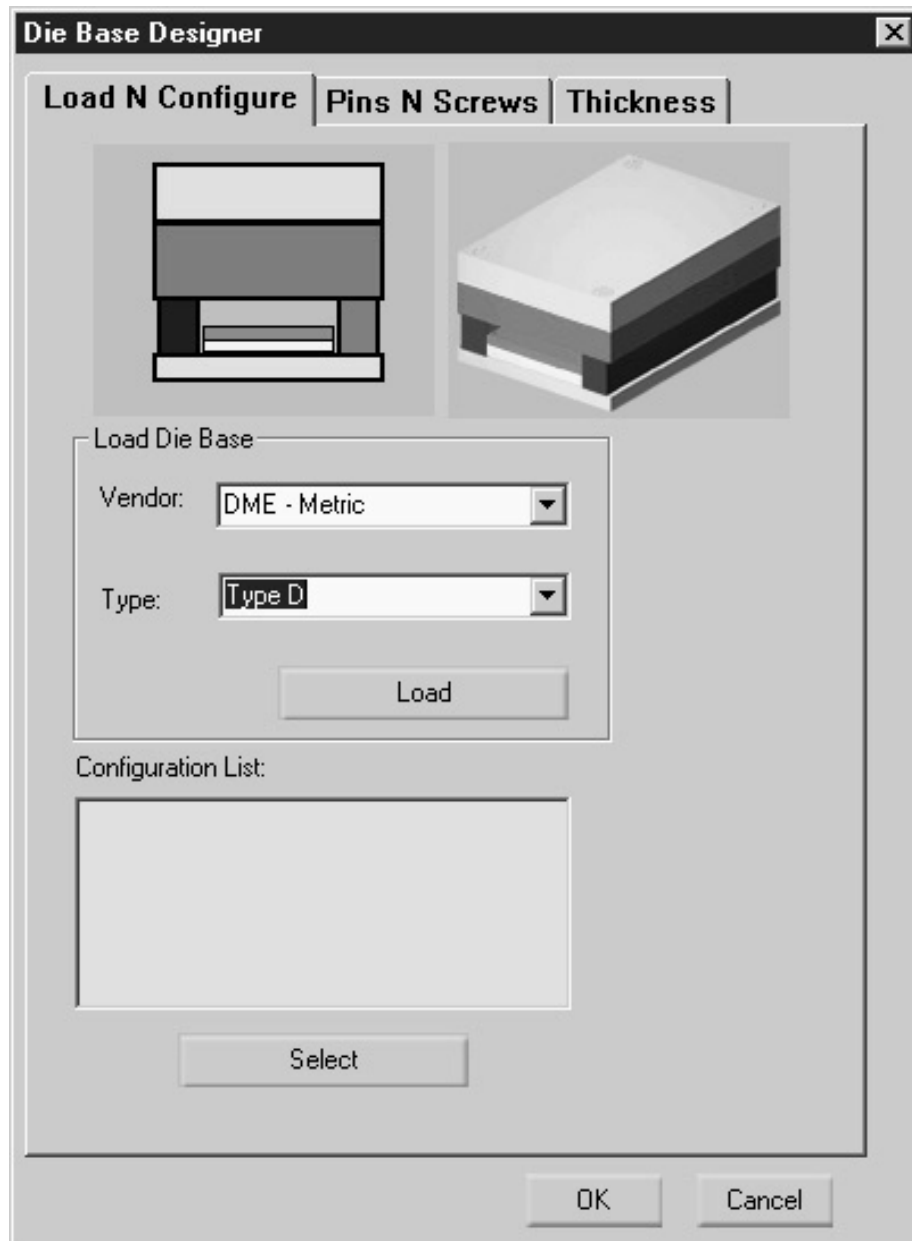 Die Base Designer
Load N Configure
Pins N Screws
Thickness
Load Die Base
Vendor:
DME - Metric
Type:
Type D
Load
Configuration List:
Select
OK
Cancel